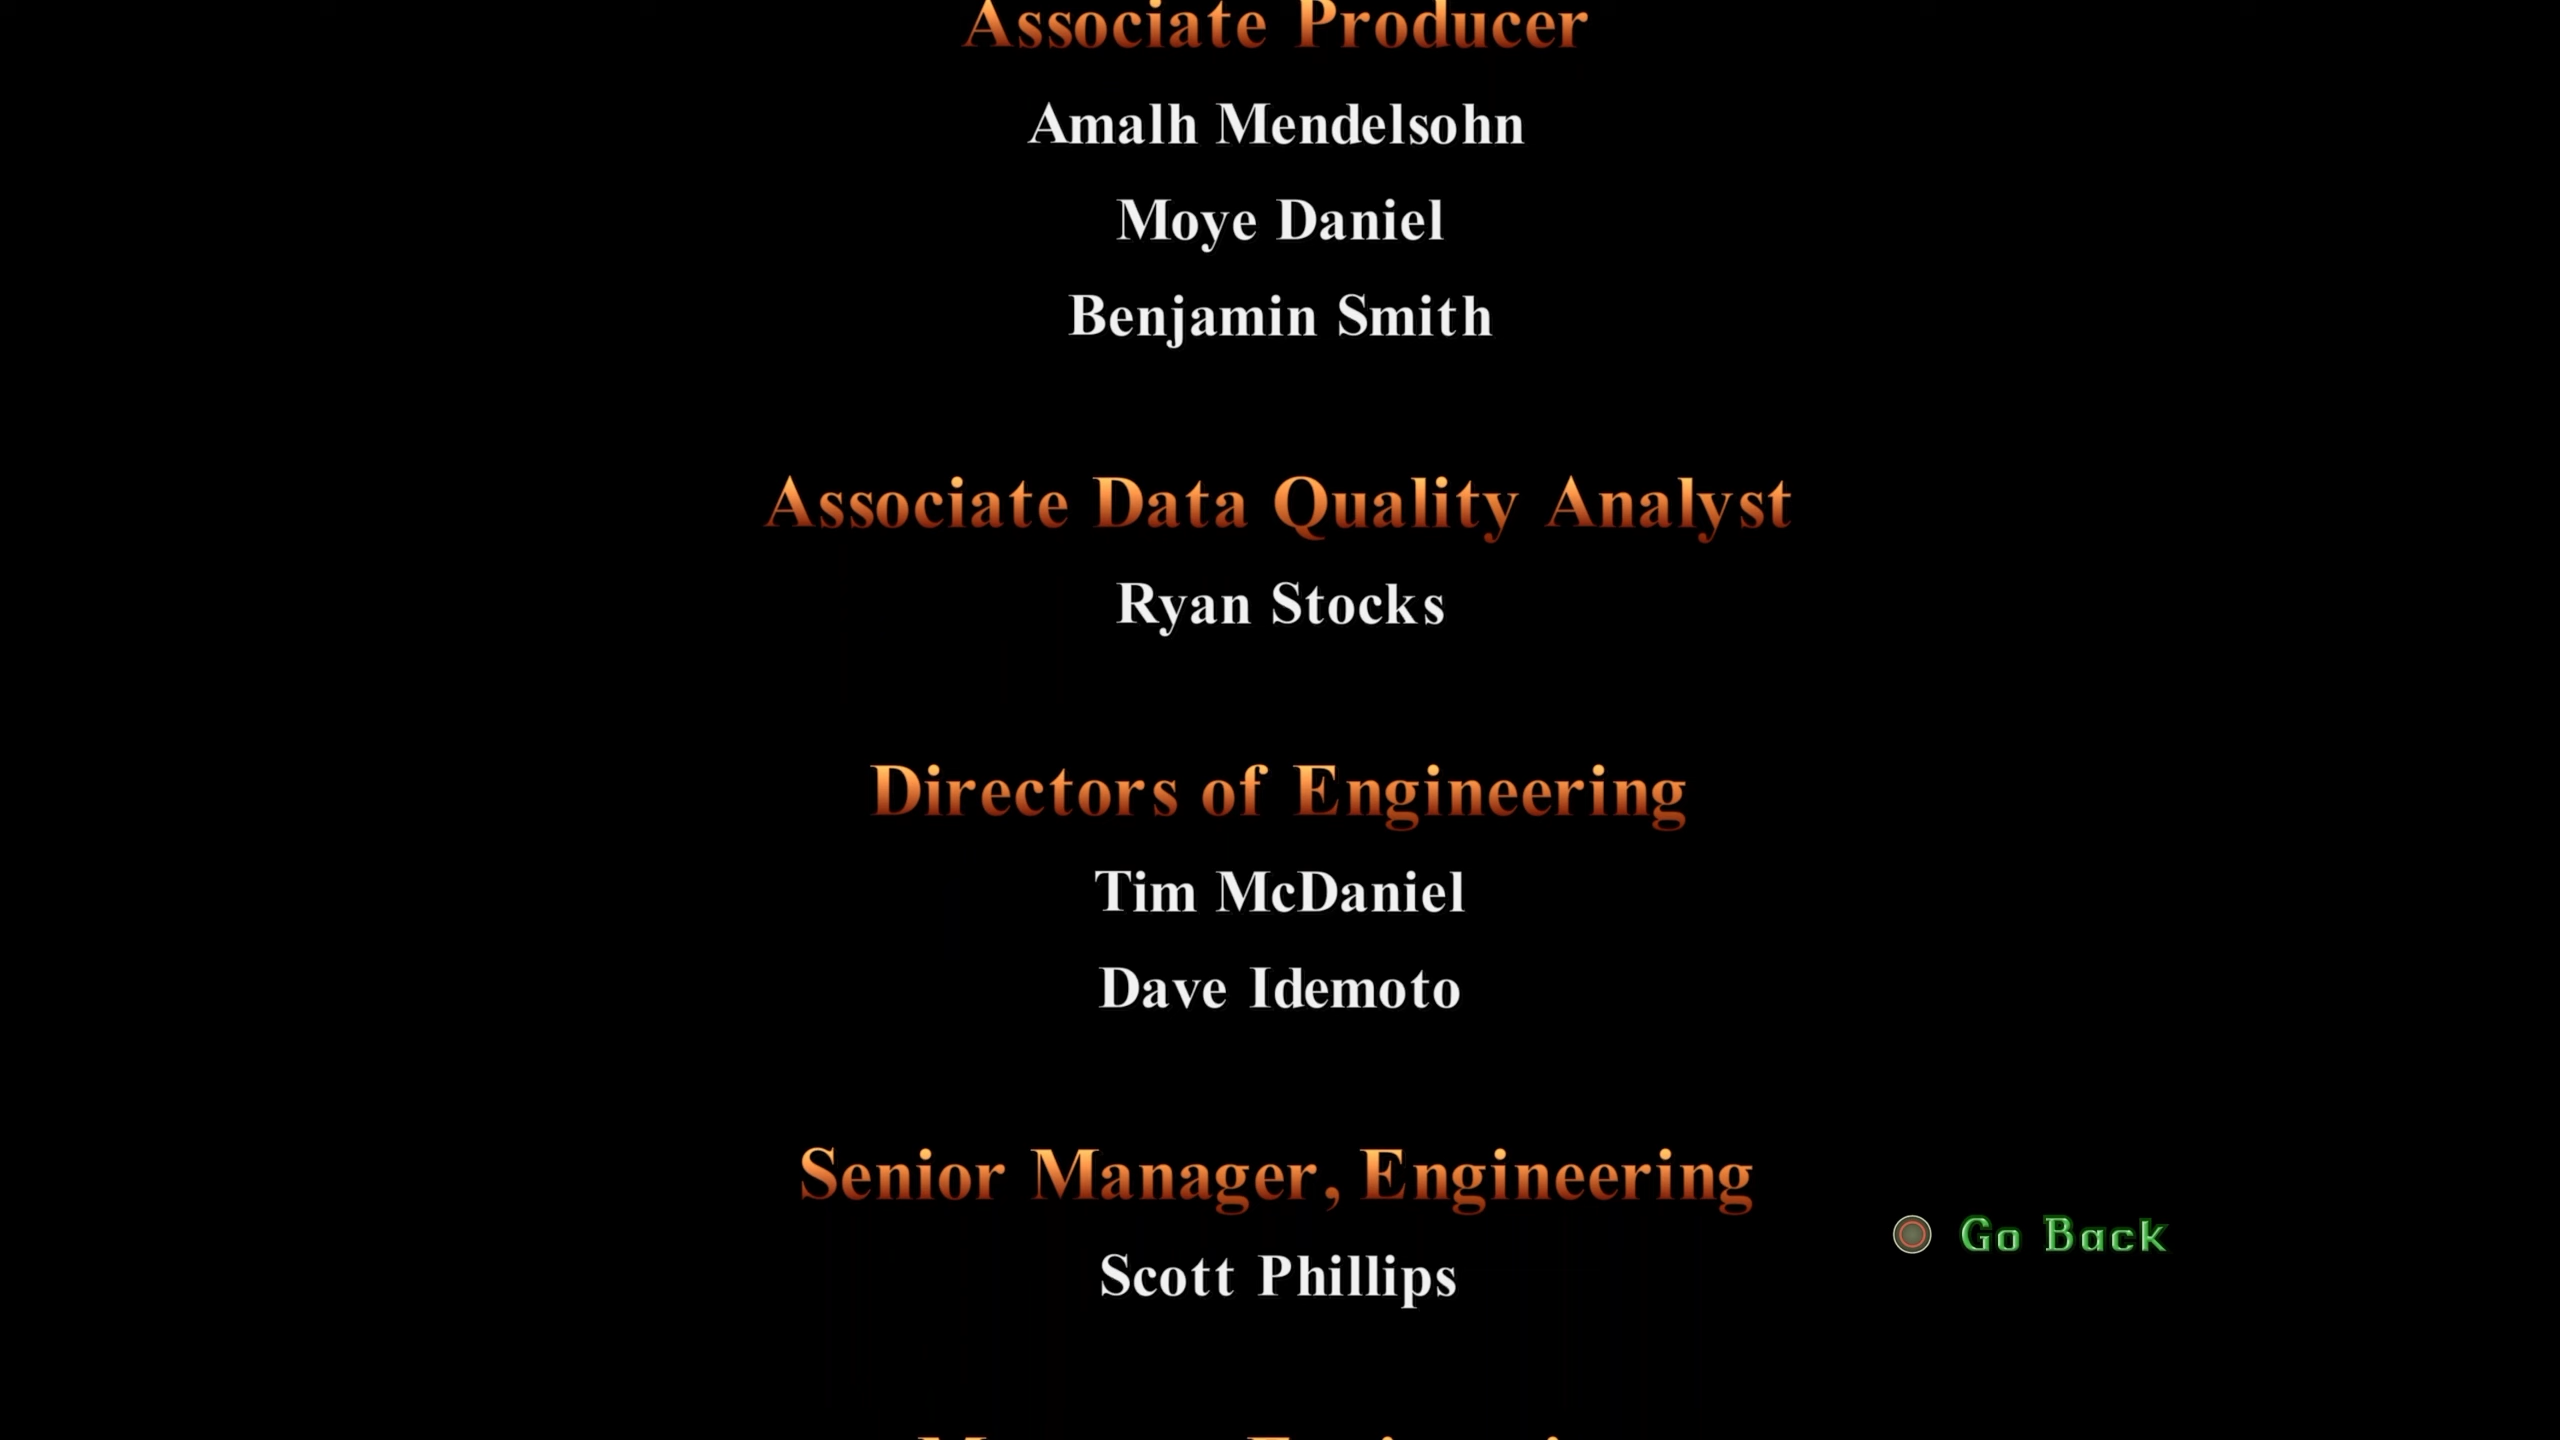 Associate Producer
Amalh Mendelsohn
Moye Daniel
Benjamin Smith
Associate Data Quality Analyst
Ryan Stocks
Directors of Engineering
Tim McDaniel
Dave Idemoto
Senior Manager, Engineering
Scott Phillips
Go Back